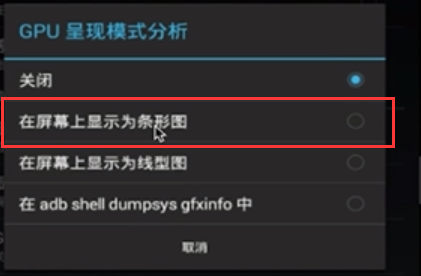 GPU 呈现模式分析
关闭
在屏幕上显示为条形图
在屏幕上显示为线型图
在 adb shell dumpsys gfxinfo 中
取消